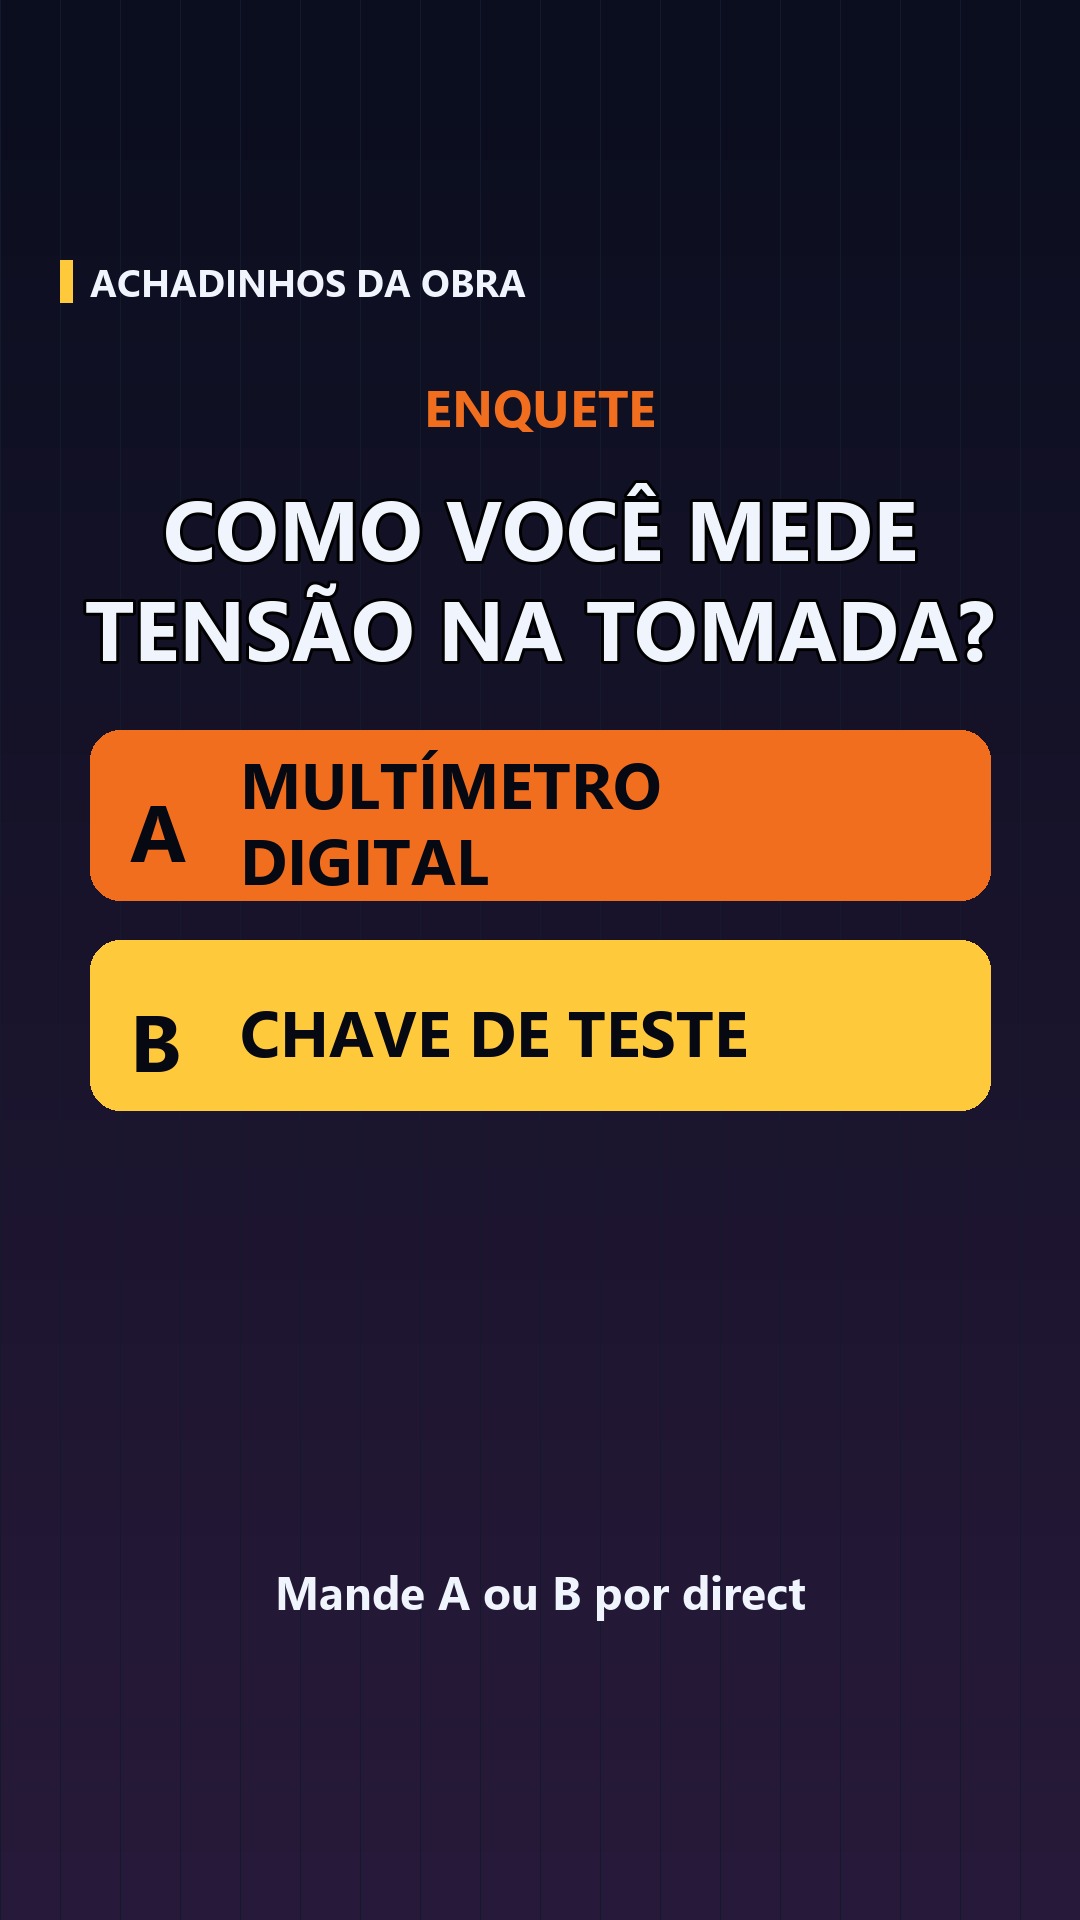 ACHADINHOS DA OBRA
ENQUETE
COMO VOCÊ MEDE
TENSÃO NA TOMADA?
A
MULTÍMETRO
DIGITAL
B
CHAVE DE TESTE
Mande A ou B por direct